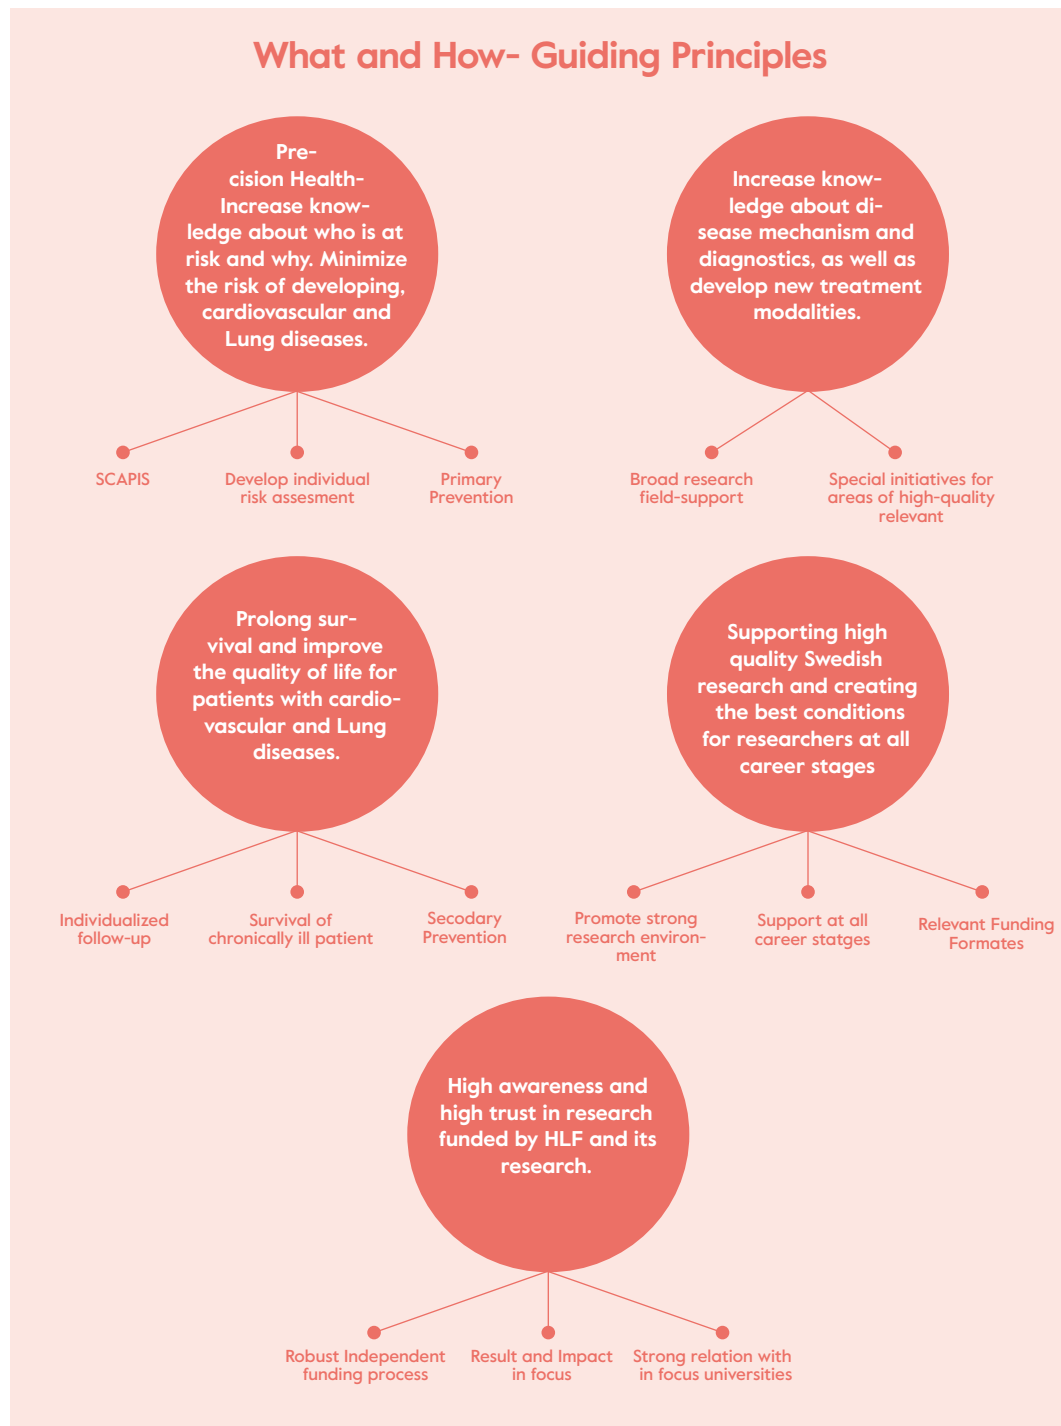 What and How- Guiding Principles
Pre-
cision Health-
Increase know-
ledge about who is at
risk and why. Minimize
the risk of developing,
cardiovascular and
Lung diseases.
SCAPIS
Develop individual
risk assesment
Primary
Prevention
Increase know-
ledge about di-
sease mechanism and
diagnostics, as well as
develop new treatment
modalities.
Broad research
field-support
Special initiatives for
areas of high-quality
relevant
Prolong sur-
vival and improve
the quality of life for
patients with cardio-
vascular and Lung
diseases.
Individualized
follow-up
Survival of
chronically ill patient
Secodary
Prevention
Supporting high
quality Swedish
research and creating
the best conditions
for researchers at all
career stages
Promote strong
research environ-
ment
Support at all
career statges
Relevant Funding
Formates
High awareness and
high trust in research
funded by HLF and its
research.
Robust Independent
funding process
Result and Impact
in focus
Strong relation with
in focus universities